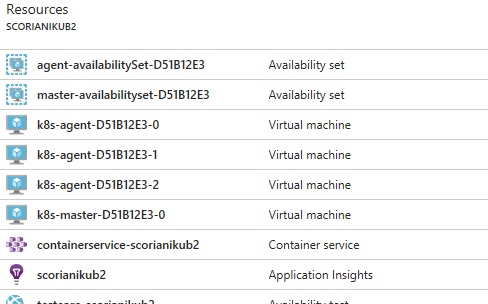 Resources
SCORIANIKUB2
agent-availabilitySet-D51B12E3 Availability set
master-availabilityset-D51B12E3 Availability set
k8s-agent-D51B12E3-0 Virtual machine
k8s-agent-D51B12E3-1 Virtual machine
k8s-agent-D51B12E3-2 Virtual machine
k8s-master-D51B12E3-0 Virtual machine
containerservice-scorianikub2 Container service
scorianikub2 Application Insights
Availability test